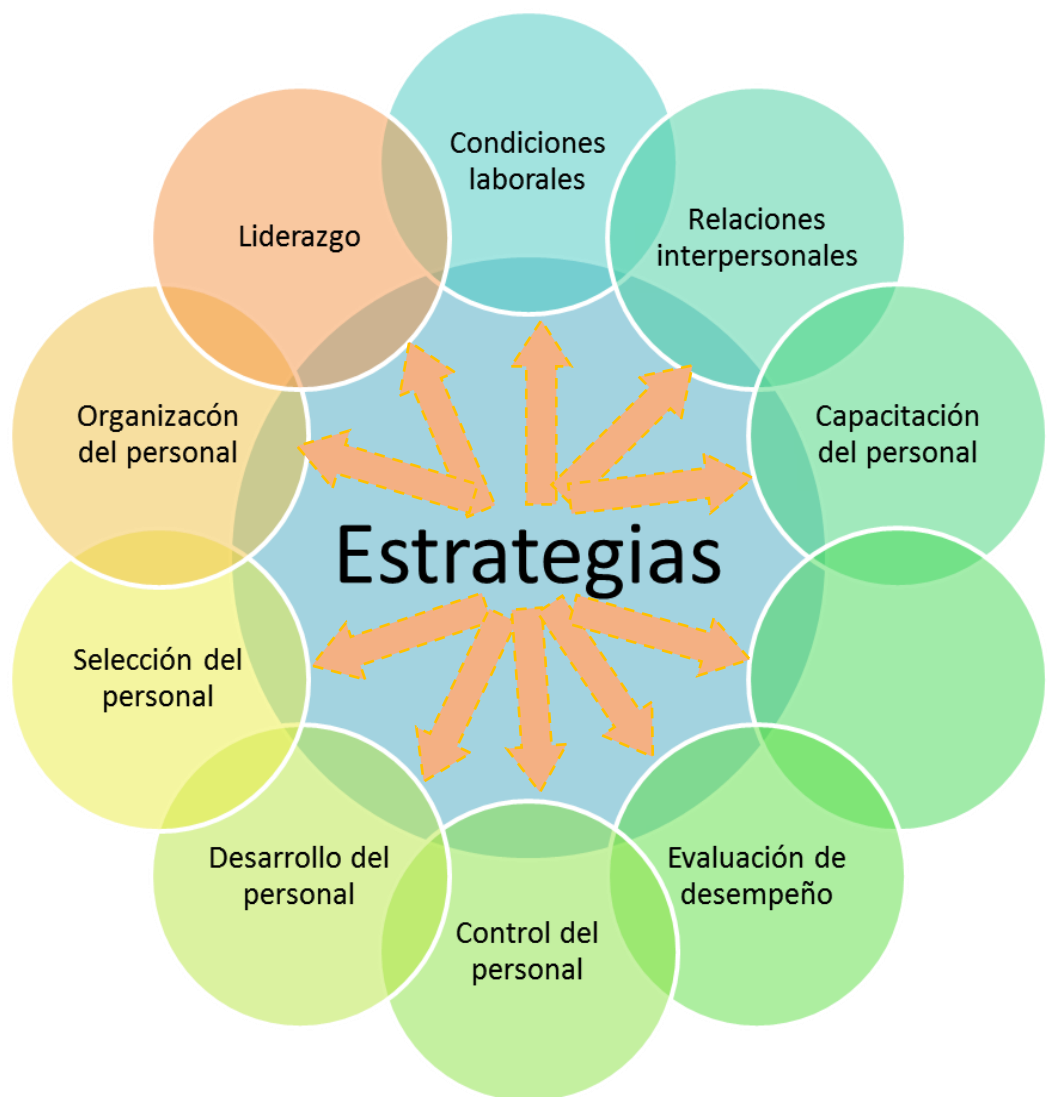 Condiciones
laborales
Relaciones
interpersonales
Capacitación
del personal
Evaluación de
desempeño
Control del
personal
Desarrollo del
personal
Selección del
personal
Organizacón
del personal
Liderazgo
Estrategias